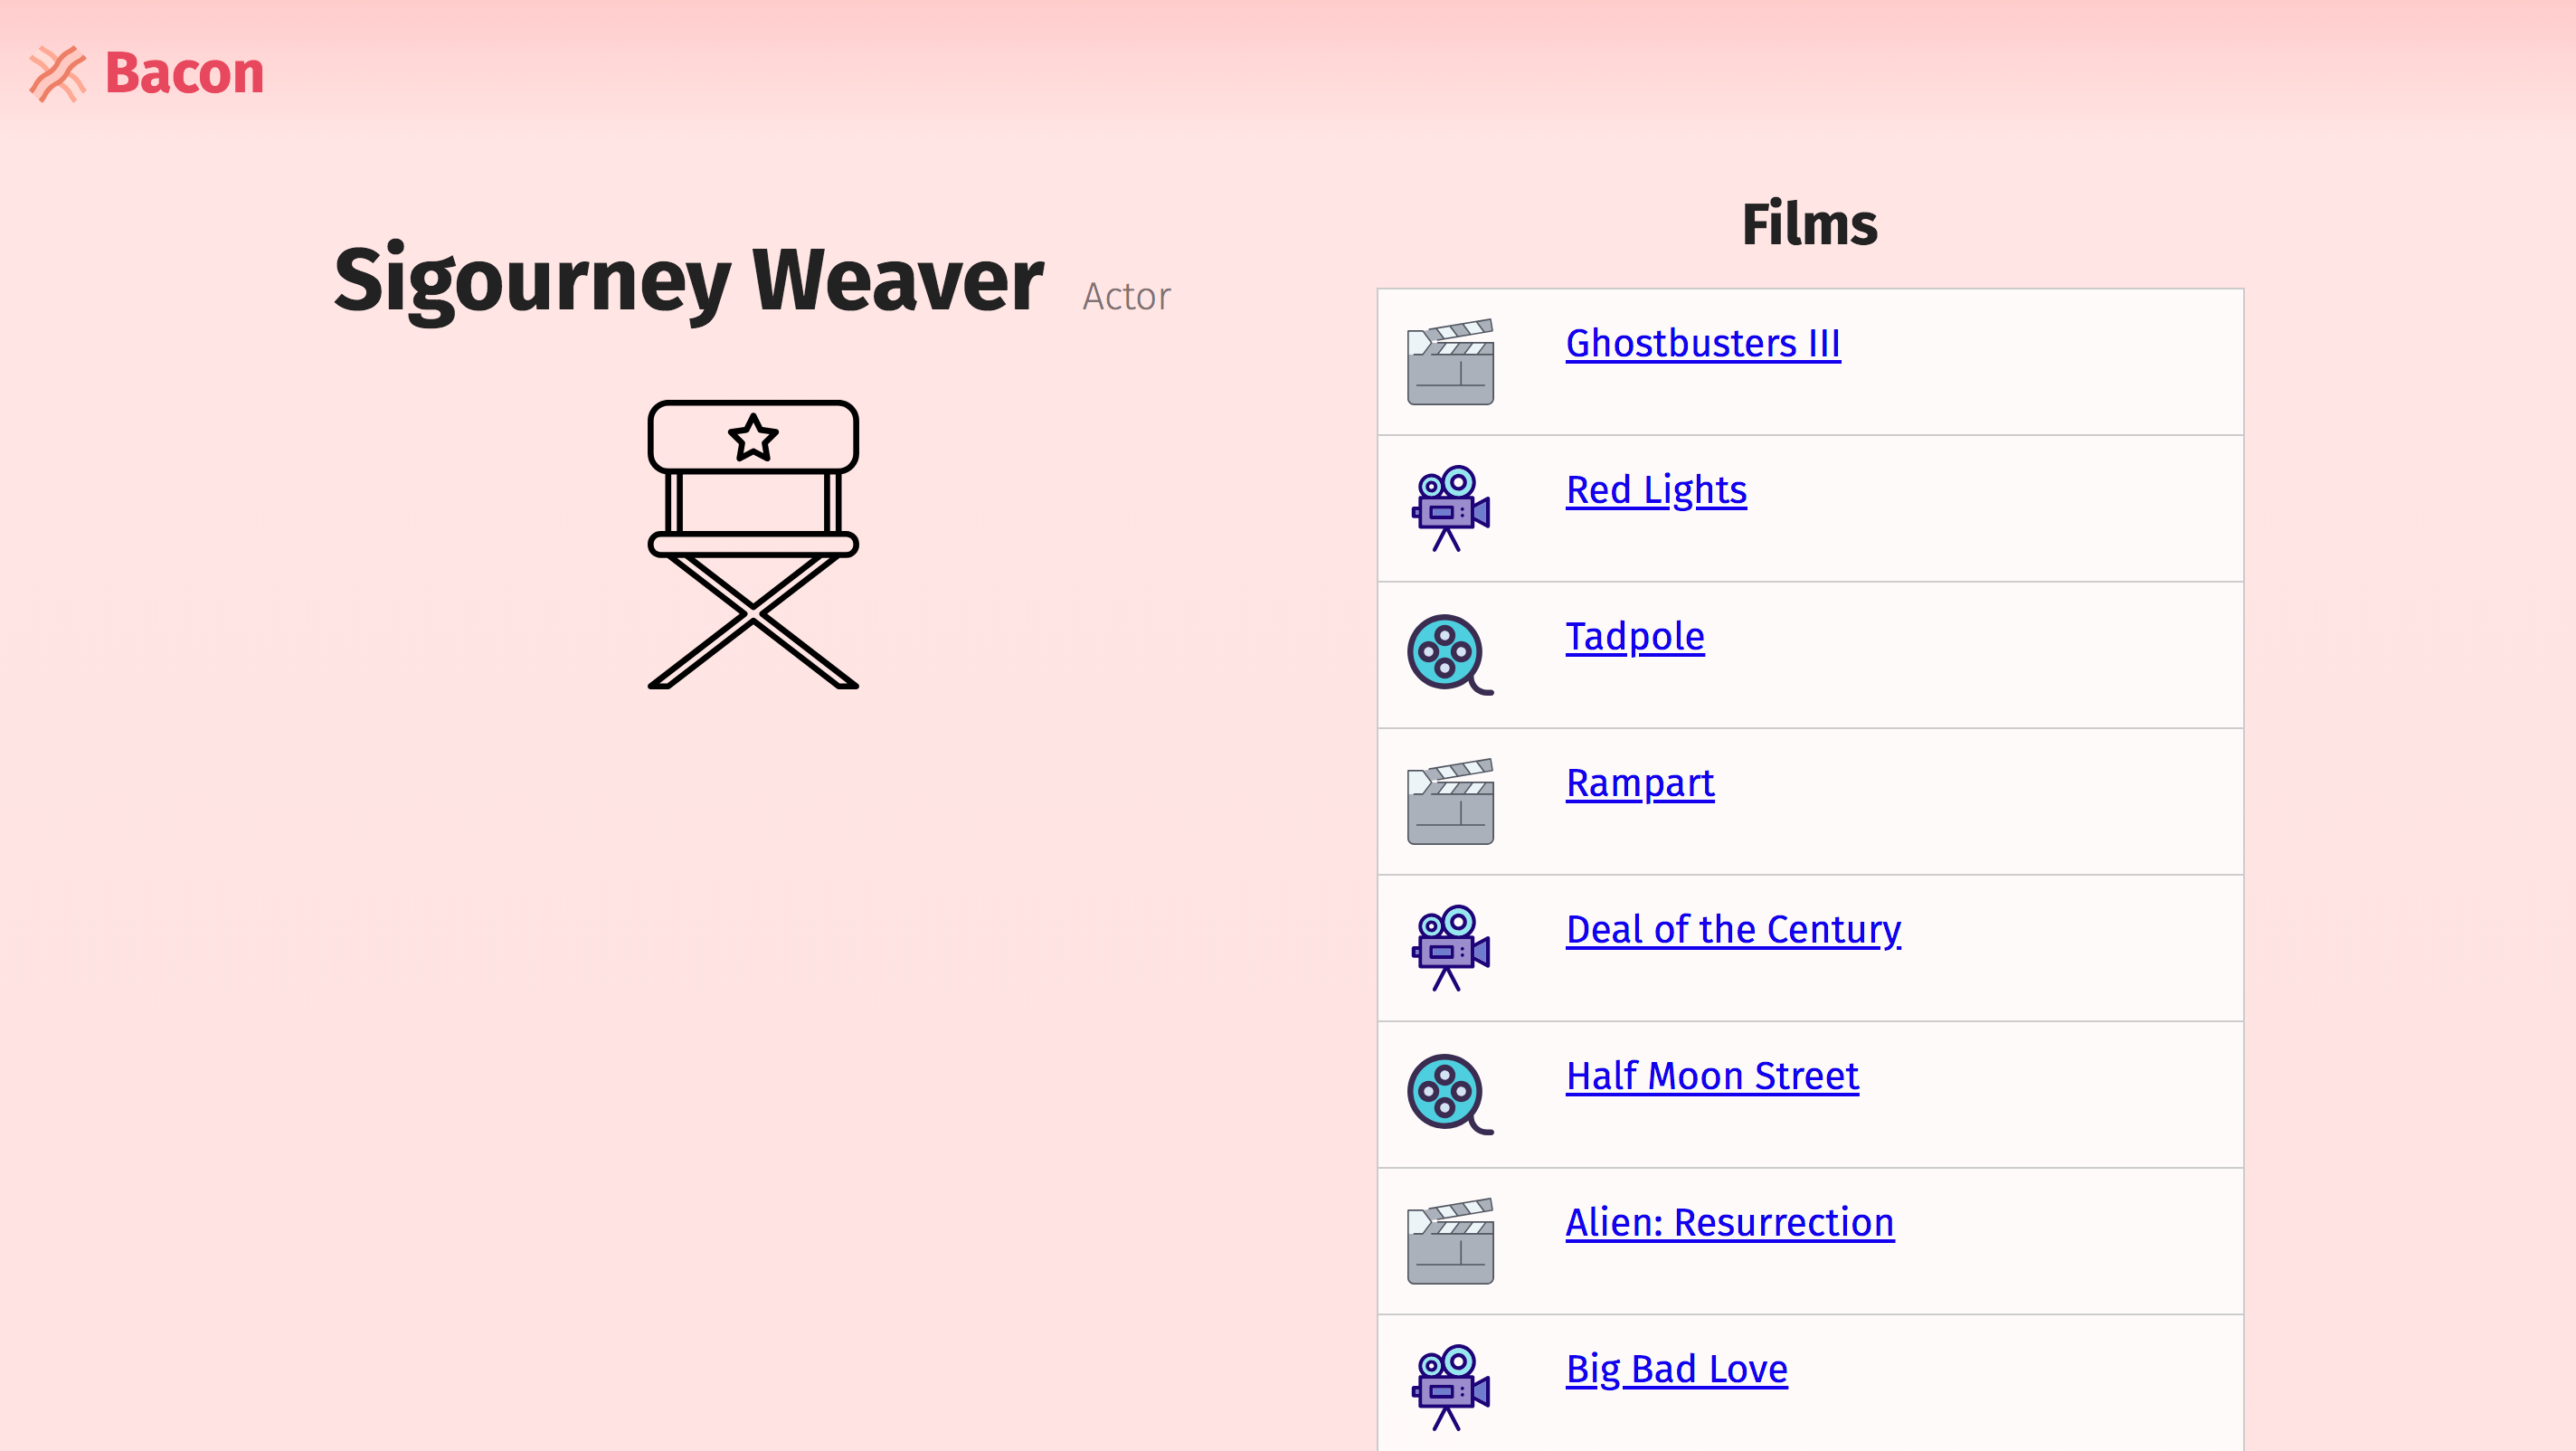 Bacon
Sigourney Weaver Actor
Films
Ghostbusters III
Red Lights
Tadpole
Rampart
Deal of the Century
Half Moon Street
Alien: Resurrection
Big Bad Love